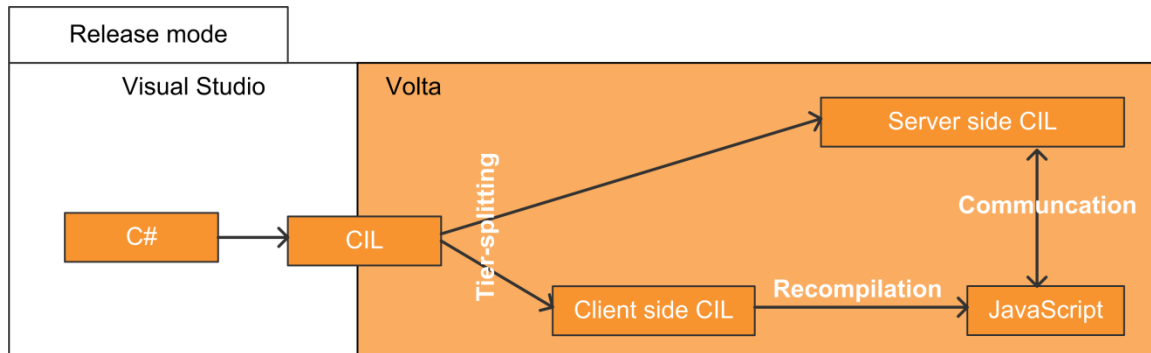 Release mode
Visual Studio
Volta
Server side CIL
Tier-splitting
Communcation
C#
CIL
Recompilation
Client side CIL
JavaScript